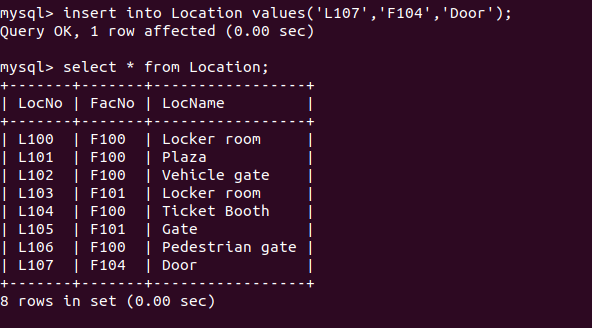 mysql> insert into Location values('L107','F104','Door');
Query OK, 1 row affected (0.00 sec)

mysql> select * from Location;
+-------+-------+-----------------+
| LocNo | FacNo | LocName         |
+-------+-------+-----------------+
| L100  | F100  | Locker room     |
| L101  | F100  | Plaza           |
| L102  | F100  | Vehicle gate    |
| L103  | F101  | Locker room     |
| L104  | F100  | Ticket Booth    |
| L105  | F101  | Gate            |
| L106  | F100  | Pedestrian gate |
| L107  | F104  | Door            |
+-------+-------+-----------------+
8 rows in set (0.00 sec)